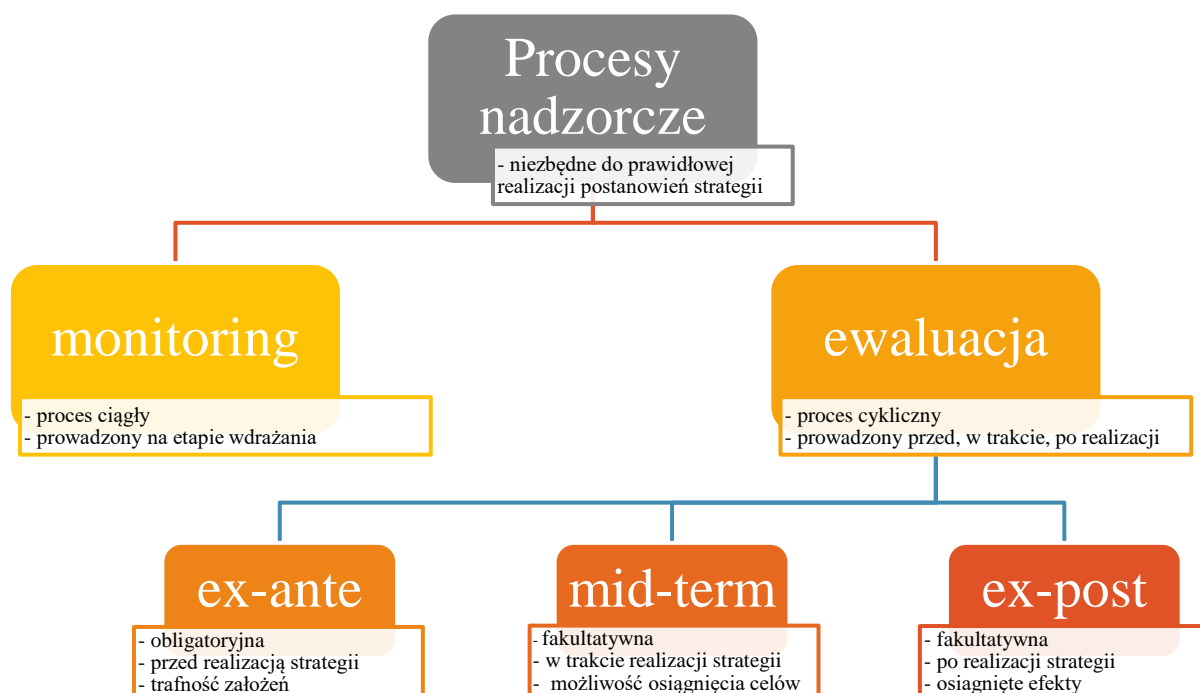 Procesy
nadzorcze
- niezbędne do prawidłowej
realizacji postanowień strategii
monitoring
- proces ciągły
- prowadzony na etapie wdrażania
ewaluacja
- proces cykliczny
- prowadzony przed, w trakcie, po realizacji
ex-ante
- obligatoryjna
- przed realizacją strategii
- trafność założeń
mid-term
- fakultatywna
- w trakcie realizacji strategii
- możliwość osiągnięcia celów
ex-post
- fakultatywna
- po realizacji strategii
- osiągnięte efekty